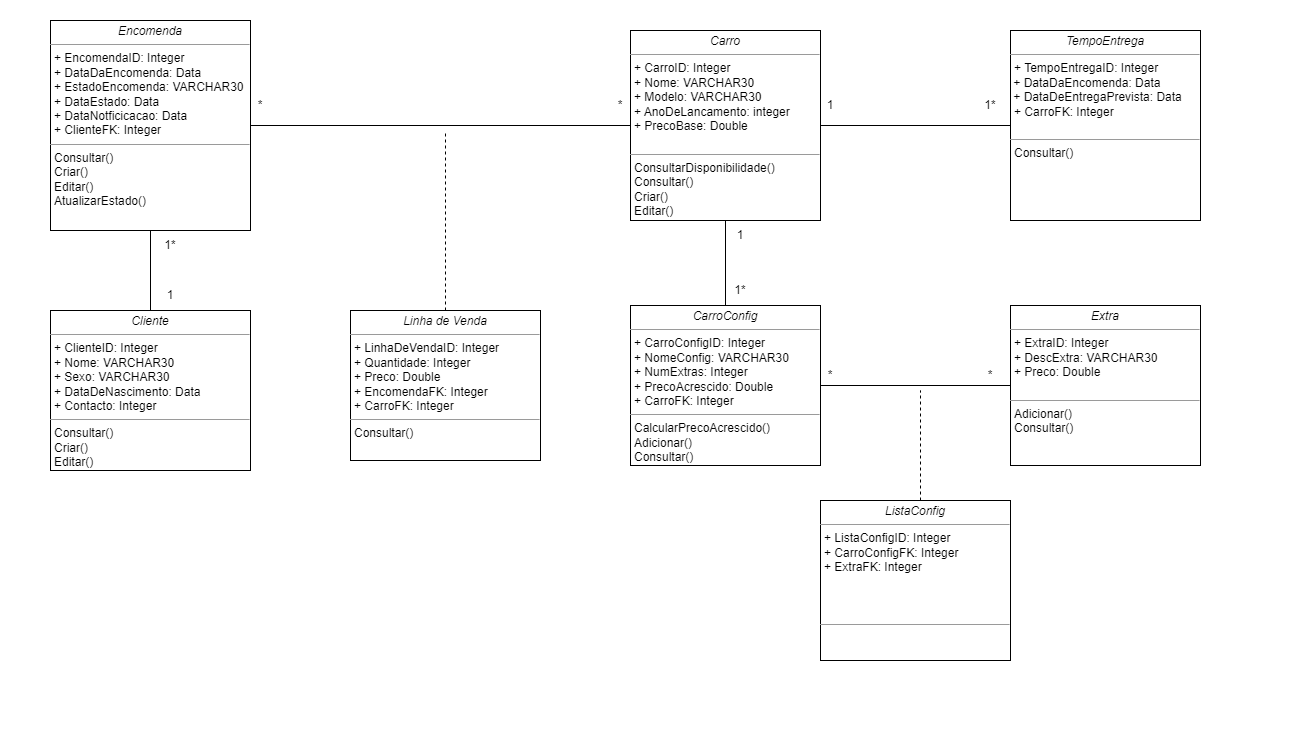 Encomenda
+ EncomendaID: Integer
+ DataDaEncomenda: Data
+ EstadoEncomenda: VARCHAR30
+ DataEstado: Data
+ DataNotficicacao: Data
+ ClienteFK: Integer
Consultar()
Criar()
Editar()
AtualizarEstado()
*
*
Carro
+ CarroID: Integer
+ Nome: VARCHAR30
+ Modelo: VARCHAR30
+ AnoDeLancamento: integer
+ PrecoBase: Double
ConsultarDisponibilidade()
Consultar()
Criar()
Editar()
1
1*
TempoEntrega
+ TempoEntregaID: Integer
+ DataDaEncomenda: Data
+ DataDeEntregaPrevista: Data
+ CarroFK: Integer
Consultar()
1*
1
1
1*
Cliente
+ ClienteID: Integer
+ Nome: VARCHAR30
+ Sexo: VARCHAR30
+ DataDeNascimento: Data
+ Contacto: Integer
Consultar()
Criar()
Editar()
Linha de Venda
+ LinhaDeVendaID: Integer
+ Quantidade: Integer
+ Preco: Double
+ EncomendaFK: Integer
+ CarroFK: Integer
Consultar()
CarroConfig
+ CarroConfigID: Integer
+ NomeConfig: VARCHAR30
+ NumExtras: Integer
+ PrecoAcrescido: Double
+ CarroFK: Integer
CalcularPrecoAcrescido()
Adicionar()
Consultar()
*
*
Extra
+ ExtraID: Integer
+ DescExtra: VARCHAR30
+ Preco: Double
Adicionar()
Consultar()
ListaConfig
+ ListaConfigID: Integer
+ CarroConfigFK: Integer
+ ExtraFK: Integer